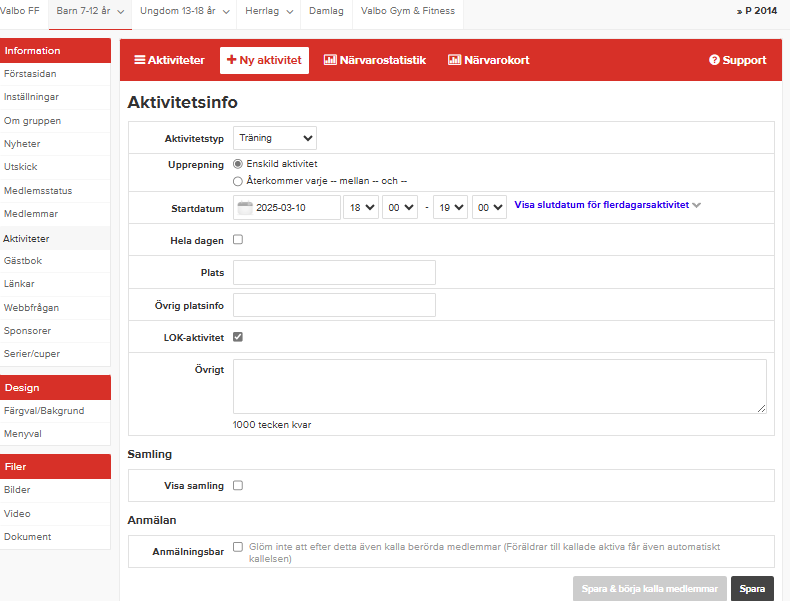 Valbo FF
Barn 7-12 år
Ungdom 13-18 år
Herrlag
Damlag
Valbo Gym & Fitness
» P 2014
Information
Förstasidan
Inställningar
Om gruppen
Nyheter
Utskick
Medlemsstatus
Medlemmar
Aktiviteter
Gästbok
Länkar
Webbfrågan
Sponsorer
Serier/cuper
Design
Färgval/Bakgrund
Menyval
Filer
Bilder
Video
Dokument
Aktiviteter
Ny aktivitet
Närvarostatistik
Närvarokort
Support
Aktivitetsinfo
Aktivitetstyp Träning
Upprepning Enskild aktivitet
Återkommer varje -- mellan -- och --
Startdatum 2025-03-10 18 00 - 19 00 Visa slutdatum för flerdagarsaktivitet
Hela dagen
Plats
Övrig platsinfo
LOK-aktivitet
Övrigt
1000 tecken kvar
Samling
Visa samling
Anmälan
Anmälningsbar Glöm inte att efter detta även kalla berörda medlemmar (Föräldrar till kallade aktiva får även automatiskt
kallelsen)
Spara & börja kalla medlemmar Spara